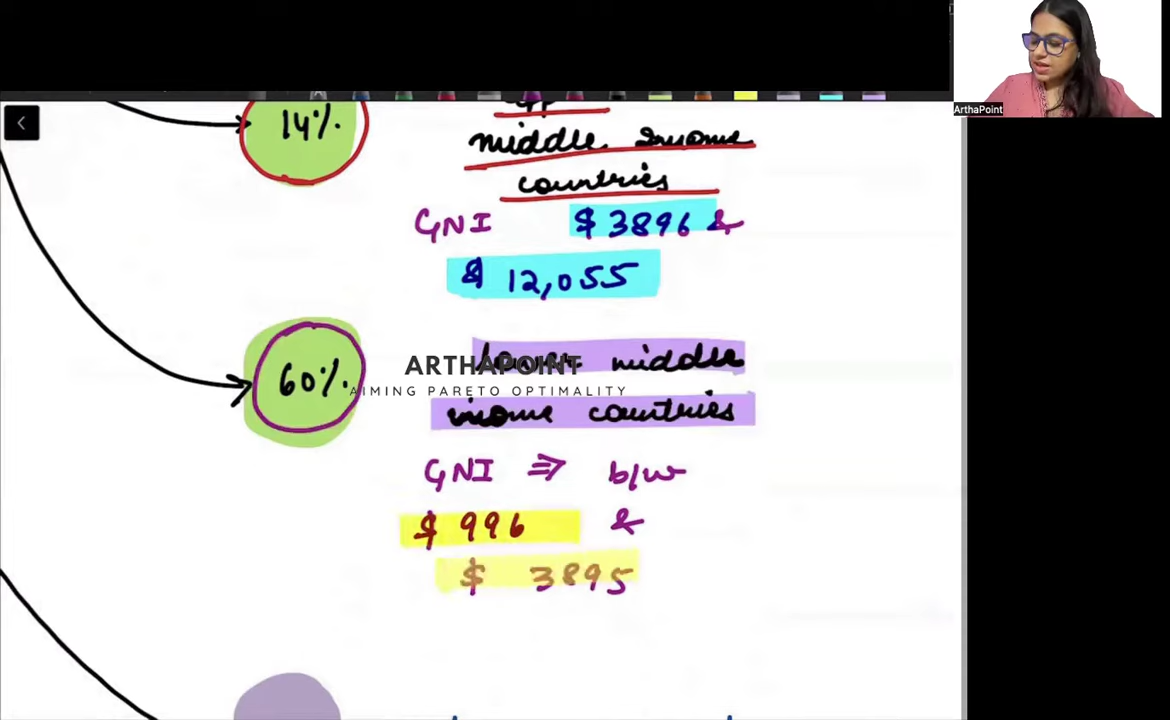 ArthaPoint
14%.
middle Income
countries
GNI $3896 &
$ 12,055
60%.
ARTHAPOINT
AIMING PARETO OPTIMALITY
lower middle
income countries
GNI ⇒ b/w
$ 996 &
$ 3895